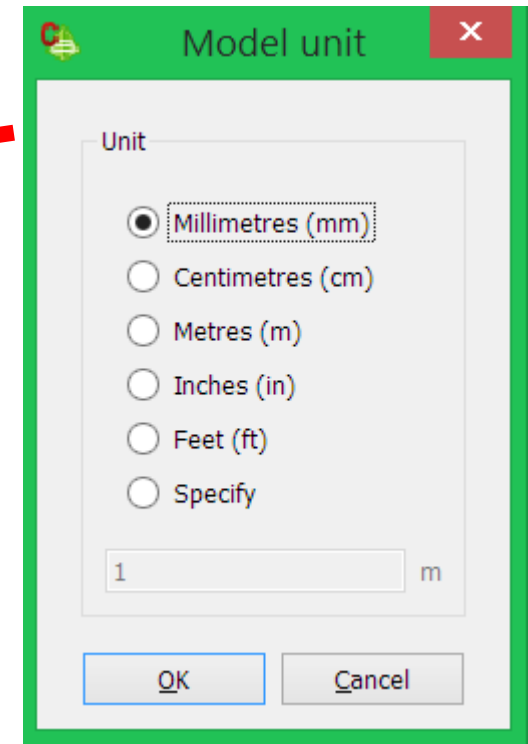 Model unit
Unit
Millimetres (mm)
Centimetres (cm)
Metres (m)
Inches (in)
Feet (ft)
Specify
1 m
OK Cancel